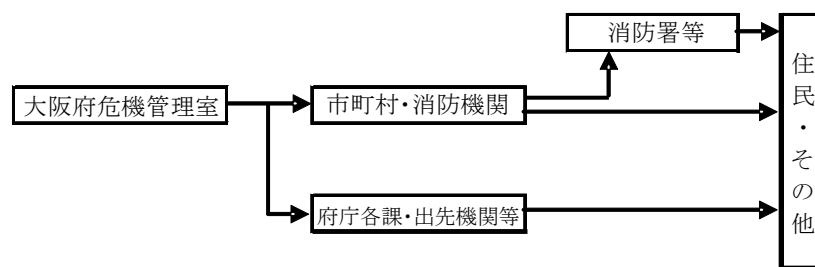 消防署等
大阪府危機管理室
市町村・消防機関
府庁各課・出先機関等
住民・その他